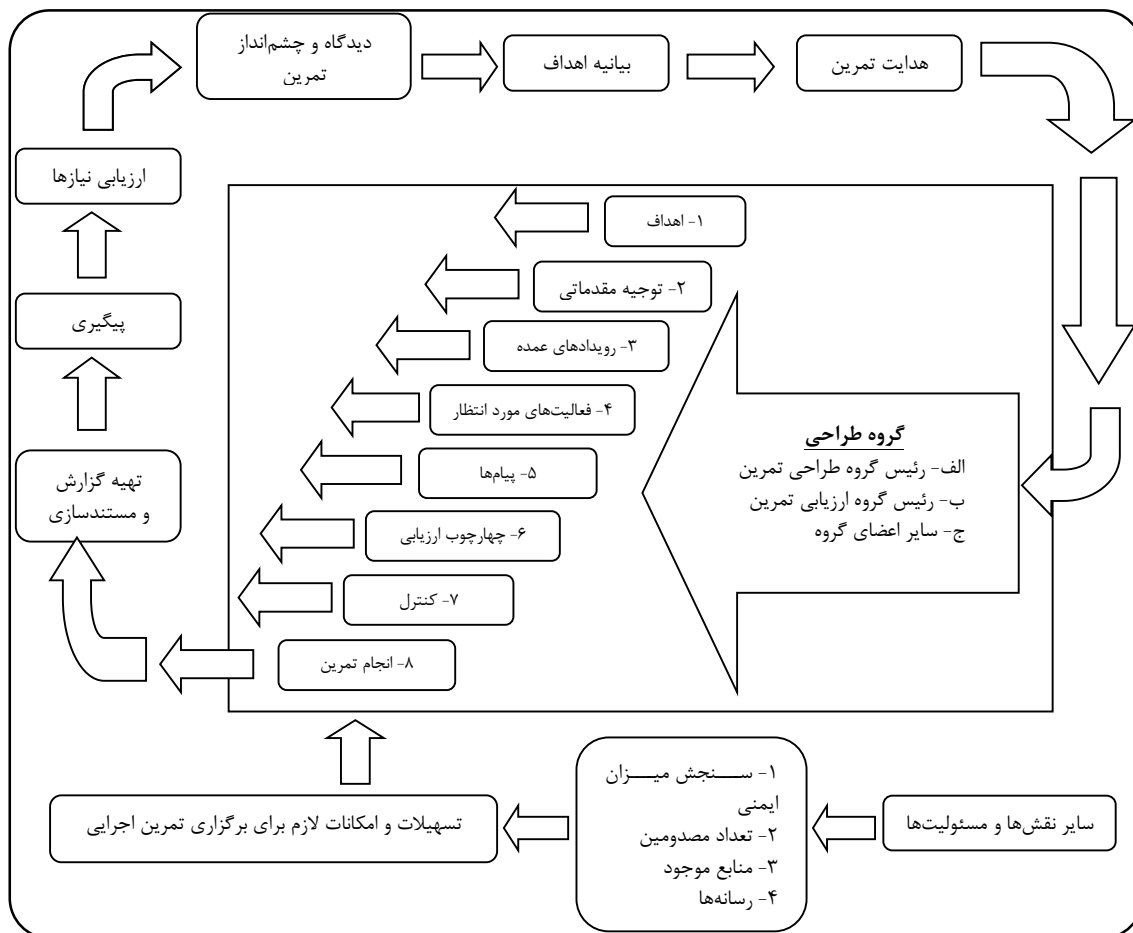 هدایت تمرین
بیانیه اهداف
دیدگاه و چشم‌انداز
تمرین
ارزیابی نیازها
پیگیری
تهیه گزارش
و مستندسازی
۱- اهداف
۲- توجیه مقدماتی
۳- رویدادهای عمده
۴- فعالیت‌های مورد انتظار
۵- پیام‌ها
۶- چهارچوب ارزیابی
۷- کنترل
۸- انجام تمرین
گروه طراحی
الف- رئیس گروه طراحی تمرین
ب- رئیس گروه ارزیابی تمرین
ج- سایر اعضای گروه
سایر نقش‌ها و مسئولیت‌ها
۱- سنجش میزان
ایمنی
۲- تعداد مصدومین
۳- منابع موجود
۴- رسانه‌ها
تسهیلات و امکانات لازم برای برگزاری تمرین اجرایی